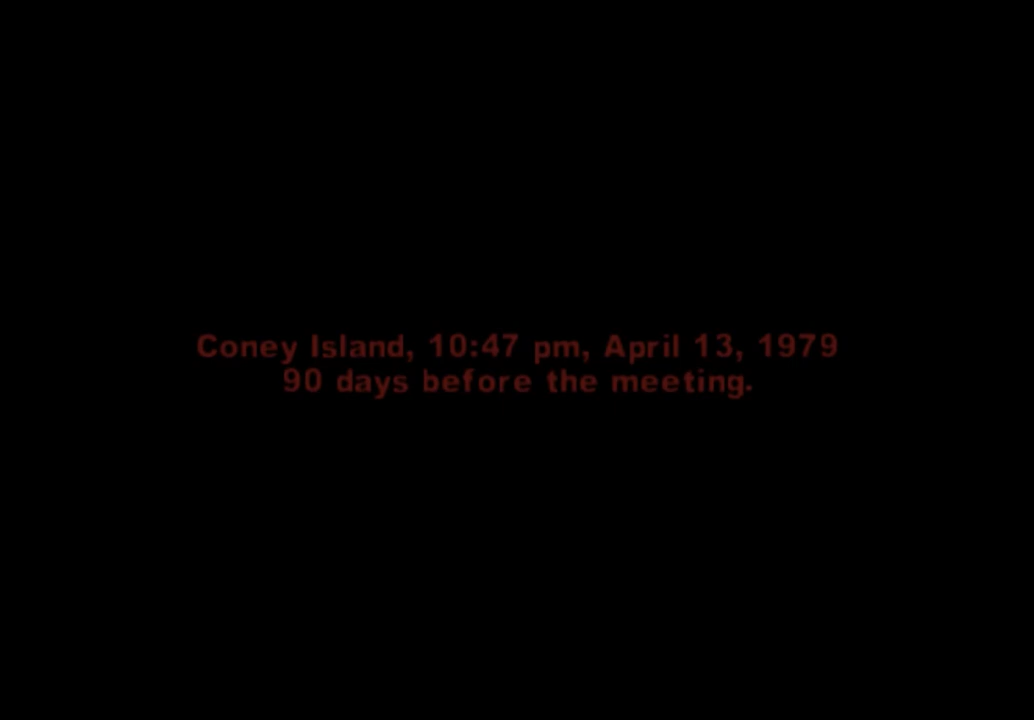 Coney Island, 10:47 pm, April 13, 1979
90 days before the meeting.